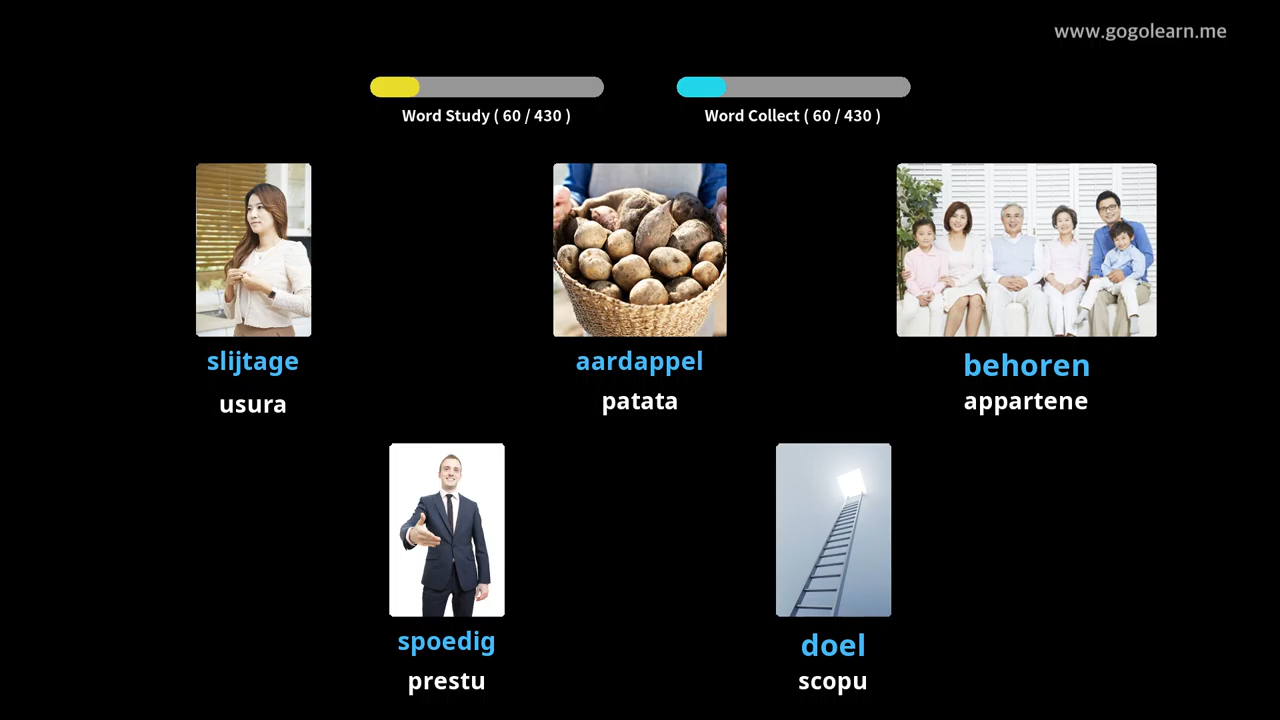 www.gogolearn.me
Word Study ( 60 / 430 )
Word Collect ( 60 / 430 )
slijtage
usura
aardappel
patata
behoren
appartene
spoedig
prestu
doel
scopu